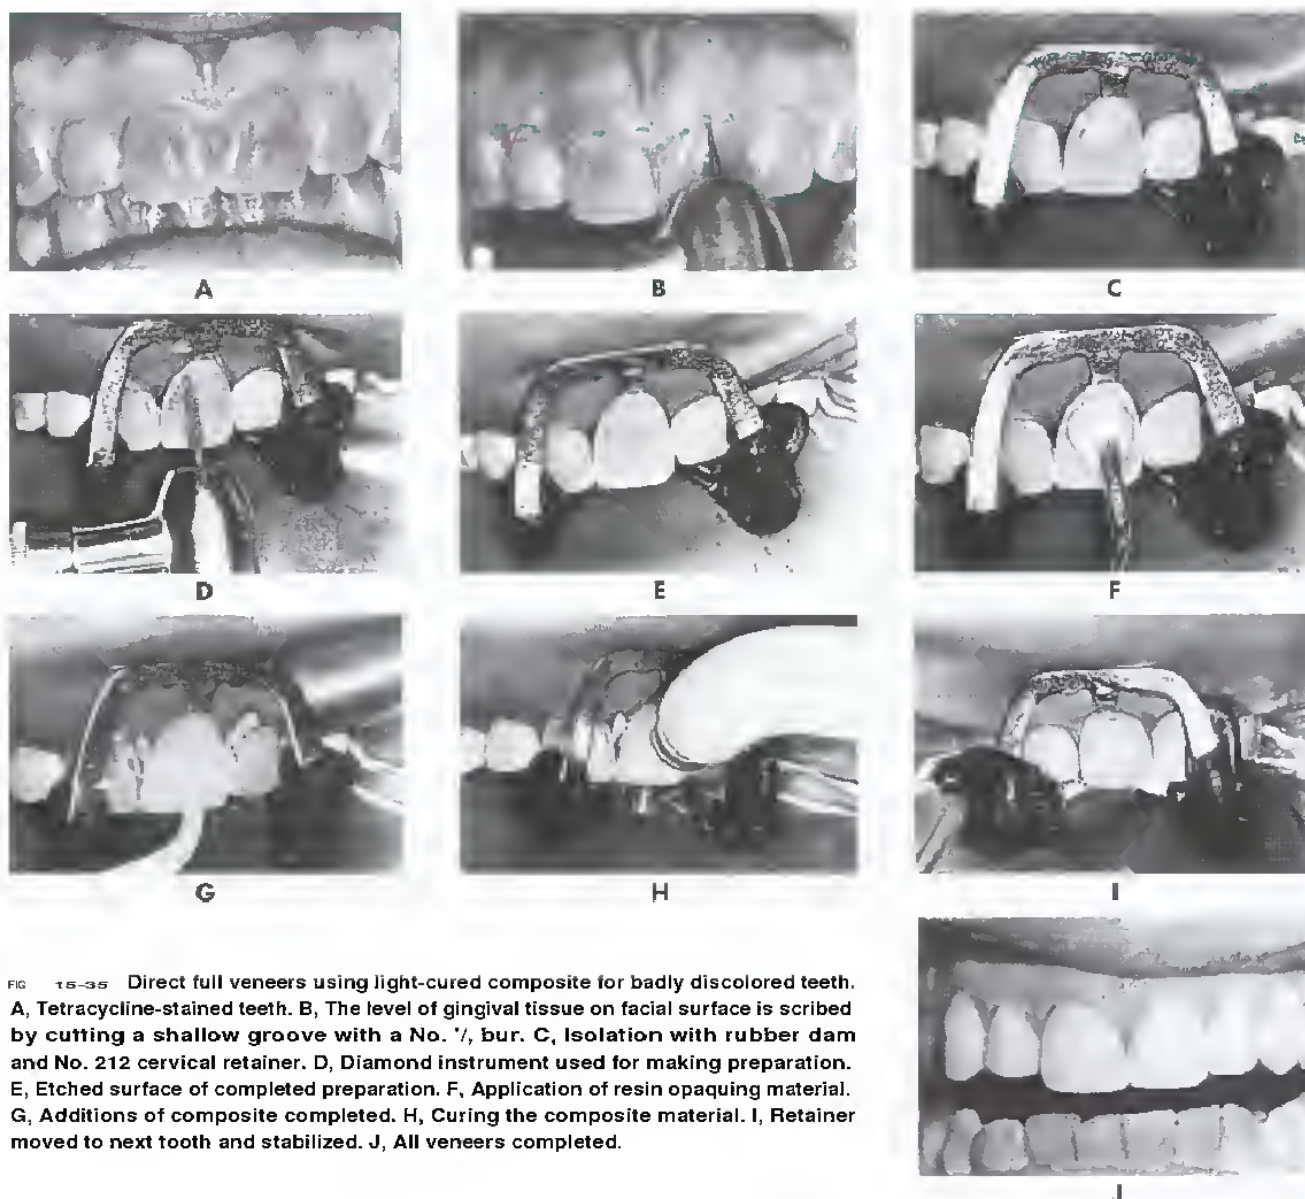 A
B
C
D
E
F
G
H
I
FIG 15-35 Direct full veneers using light-cured composite for badly discolored teeth.
A, Tetracycline-stained teeth. B, The level of gingival tissue on facial surface is scribed
by cutting a shallow groove with a No. '/, bur. C, Isolation with rubber dam
and No. 212 cervical retainer. D, Diamond instrument used for making preparation.
E, Etched surface of completed preparation. F, Application of resin opaquing material.
G, Additions of composite completed. H, Curing the composite material. I, Retainer
moved to next tooth and stabilized. J, All veneers completed.
J